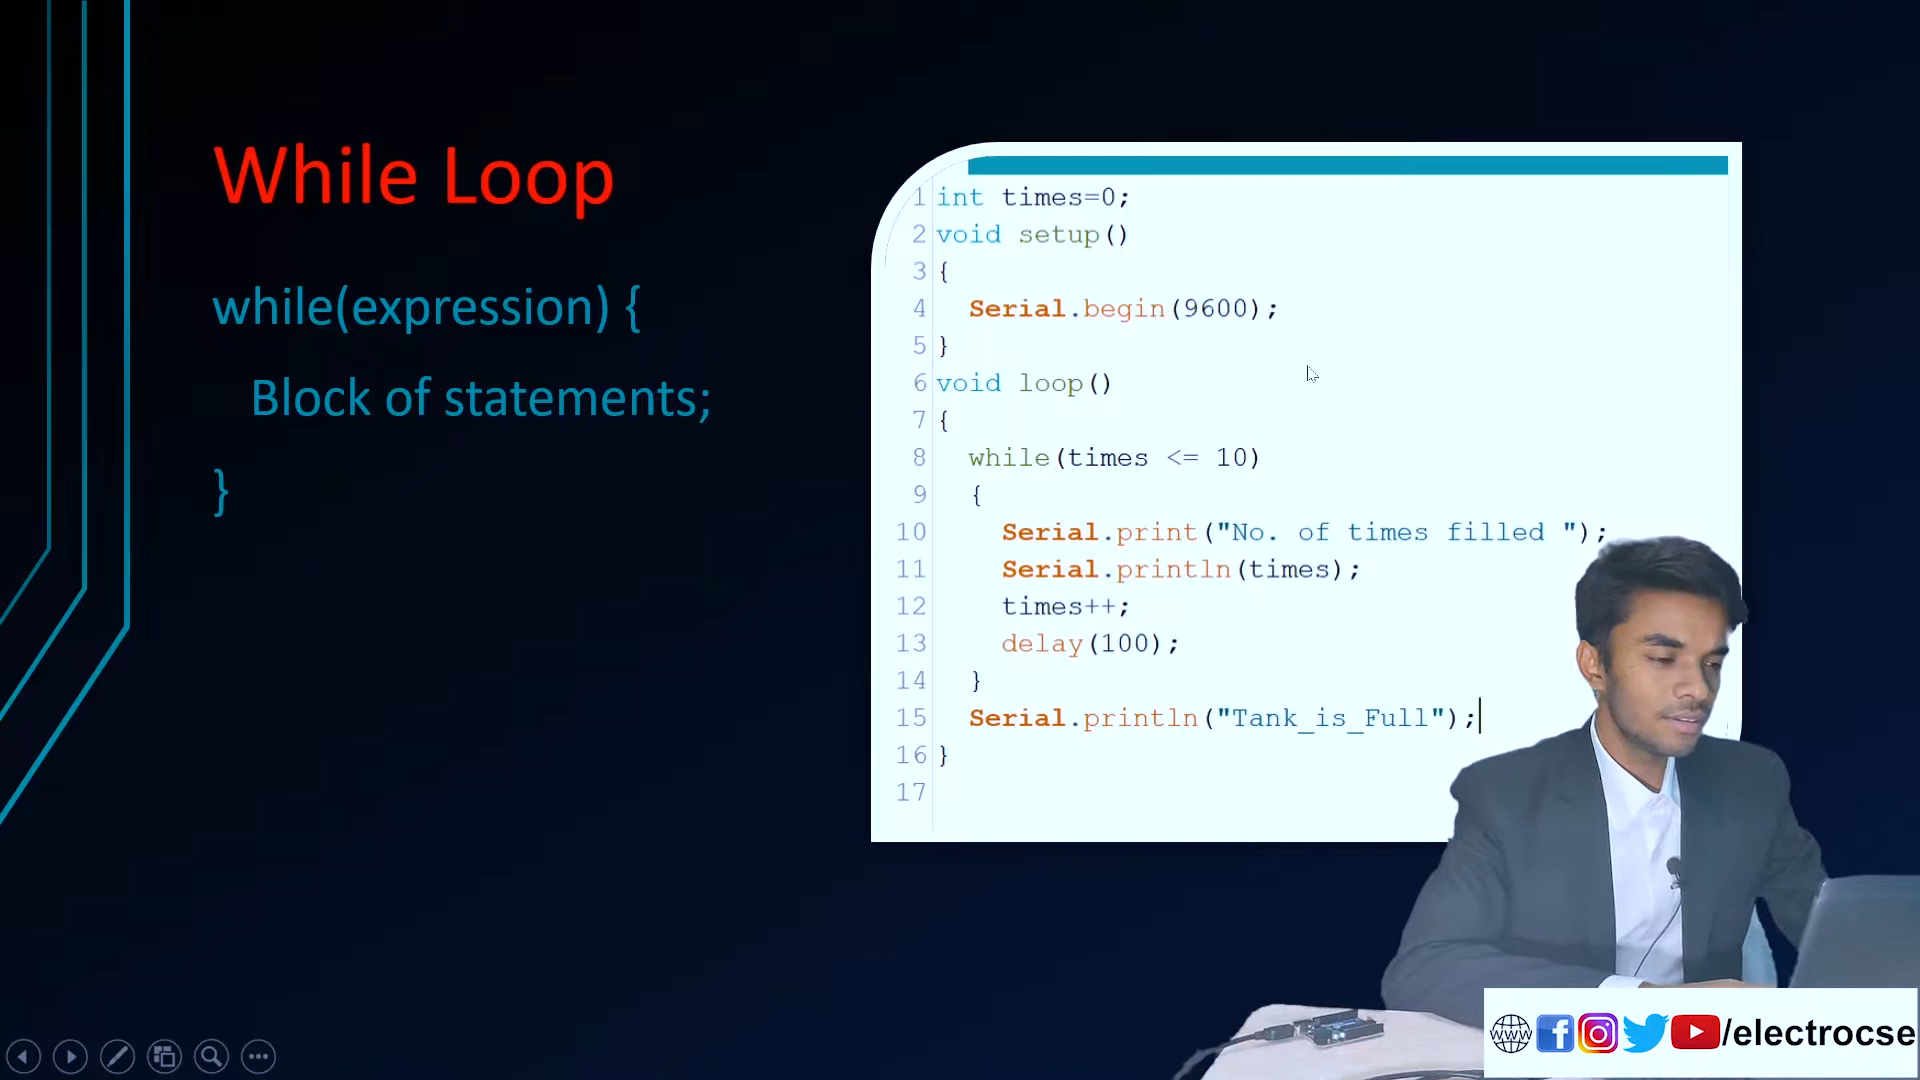 While Loop
while(expression) {
Block of statements;
}
1 int times=0;
2 void setup()
3 {
4 Serial.begin(9600);
5 }
6 void loop()
7 {
8 while(times <= 10)
9 {
10 Serial.print("No. of times filled ");
11 Serial.println(times);
12 times++;
13 delay(100);
14 }
15 Serial.println("Tank_is_Full");
16 }
17
www f /electrocse